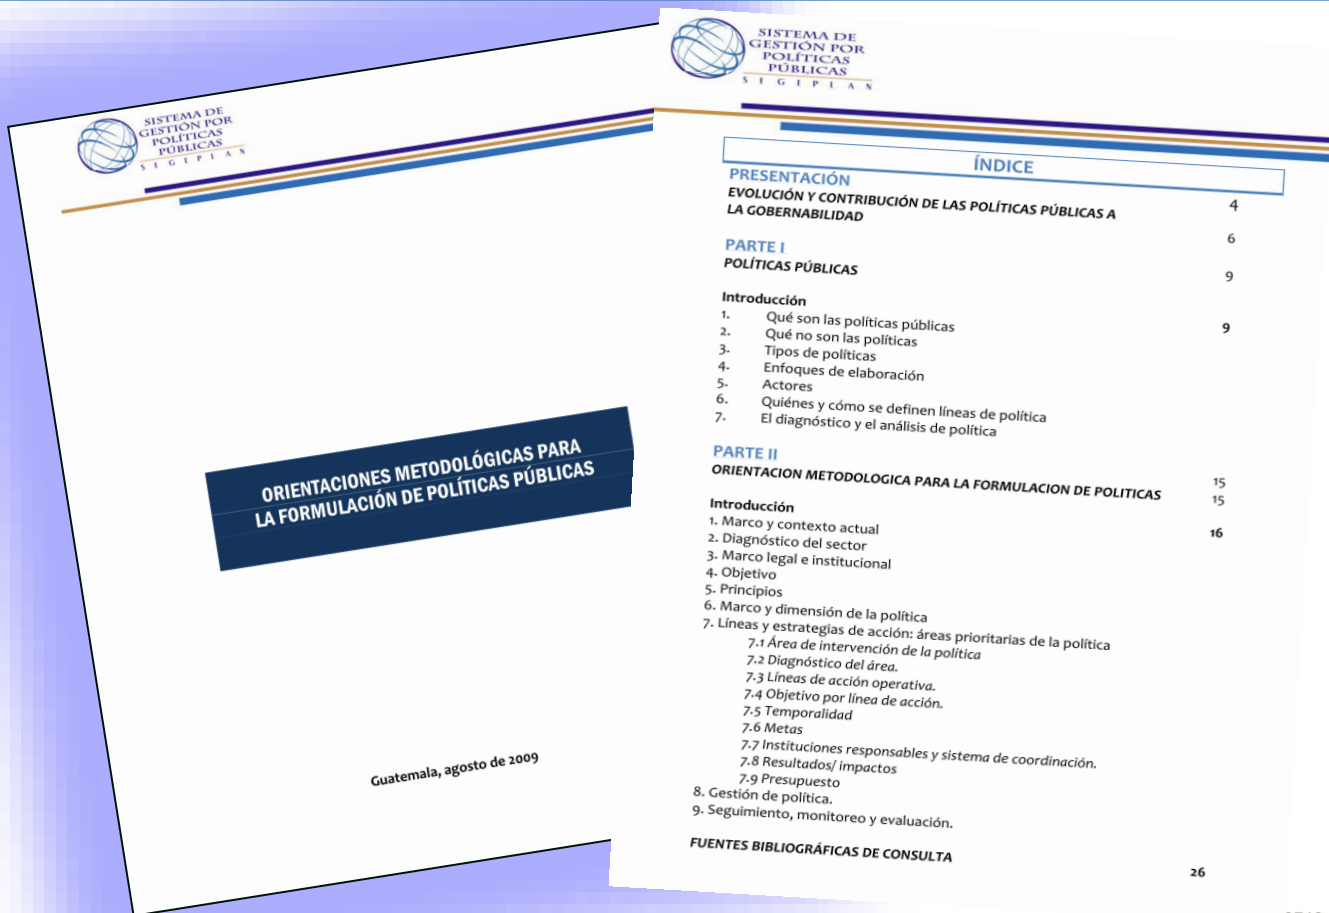 SISTEMA DE
GESTIÓN POR
POLÍTICAS
PÚBLICAS
SEGEPLAN
ORIENTACIONES METODOLÓGICAS PARA
LA FORMULACIÓN DE POLÍTICAS PÚBLICAS
Guatemala, agosto de 2009
SISTEMA DE
GESTIÓN POR
POLÍTICAS
PÚBLICAS
SEGEPLAN
ÍNDICE
PRESENTACIÓN 4
EVOLUCIÓN Y CONTRIBUCIÓN DE LAS POLÍTICAS PÚBLICAS A
LA GOBERNABILIDAD 6
PARTE I
POLÍTICAS PÚBLICAS 9
Introducción 9
1. Qué son las políticas públicas
2. Qué no son las políticas
3. Tipos de políticas
4. Enfoques de elaboración
5. Actores
6. Quiénes y cómo se definen líneas de política
7. El diagnóstico y el análisis de política
PARTE II 15
ORIENTACION METODOLOGICA PARA LA FORMULACION DE POLITICAS 15
Introducción 16
1. Marco y contexto actual
2. Diagnóstico del sector
3. Marco legal e institucional
4. Objetivo
5. Principios
6. Marco y dimensión de la política
7. Líneas y estrategias de acción: áreas prioritarias de la política
7.1 Área de intervención de la política
7.2 Diagnóstico del área.
7.3 Líneas de acción operativa.
7.4 Objetivo por línea de acción.
7.5 Temporalidad
7.6 Metas
7.7 Instituciones responsables y sistema de coordinación.
7.8 Resultados/ impactos
7.9 Presupuesto
8. Gestión de política.
9. Seguimiento, monitoreo y evaluación.
FUENTES BIBLIOGRÁFICAS DE CONSULTA 26